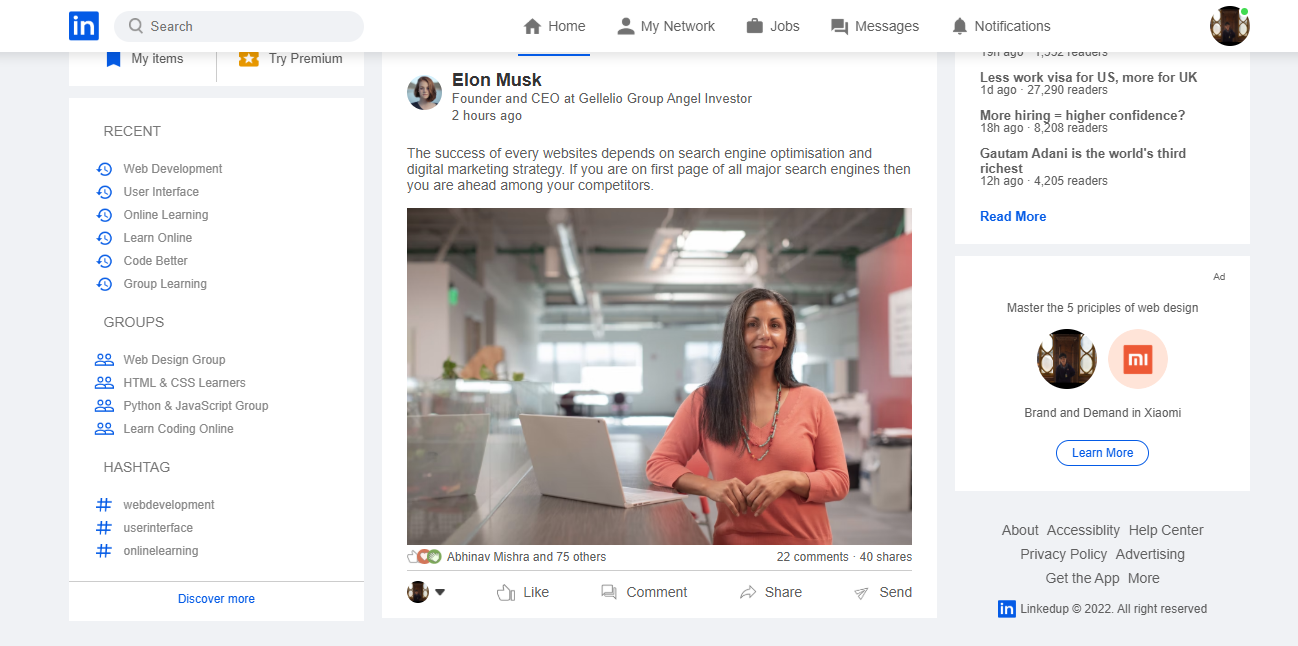 in
Search
Home
My Network
Jobs
Messages
Notifications
My items
Try Premium
RECENT
Web Development
User Interface
Online Learning
Learn Online
Code Better
Group Learning
GROUPS
Web Design Group
HTML & CSS Learners
Python & JavaScript Group
Learn Coding Online
HASHTAG
webdevelopment
userinterface
onlinelearning
Discover more
Elon Musk
Founder and CEO at Gellelio Group Angel Investor
2 hours ago
The success of every websites depends on search engine optimisation and
digital marketing strategy. If you are on first page of all major search engines then
you are ahead among your competitors.
Abhinav Mishra and 75 others
22 comments · 40 shares
Like
Comment
Share
Send
19h ago · 1,552 readers
Less work visa for US, more for UK
1d ago · 27,290 readers
More hiring = higher confidence?
18h ago · 8,208 readers
Gautam Adani is the world's third
richest
12h ago · 4,205 readers
Read More
Ad
Master the 5 priciples of web design
mi
Brand and Demand in Xiaomi
Learn More
About Accessiblity Help Center
Privacy Policy Advertising
Get the App More
in Linkedup © 2022. All right reserved